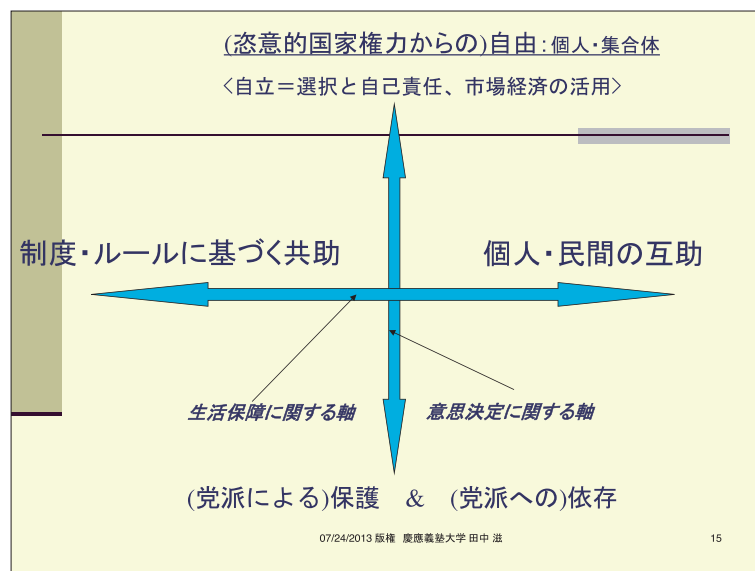 (恣意的国家権力からの)自由：個人・集合体
<自立＝選択と自己責任、市場経済の活用>
制度・ルールに基づく共助
個人・民間の互助
生活保障に関する軸
意思決定に関する軸
(党派による)保護　&　(党派への)依存
07/24/2013 版権　慶應義塾大学 田中 滋
15